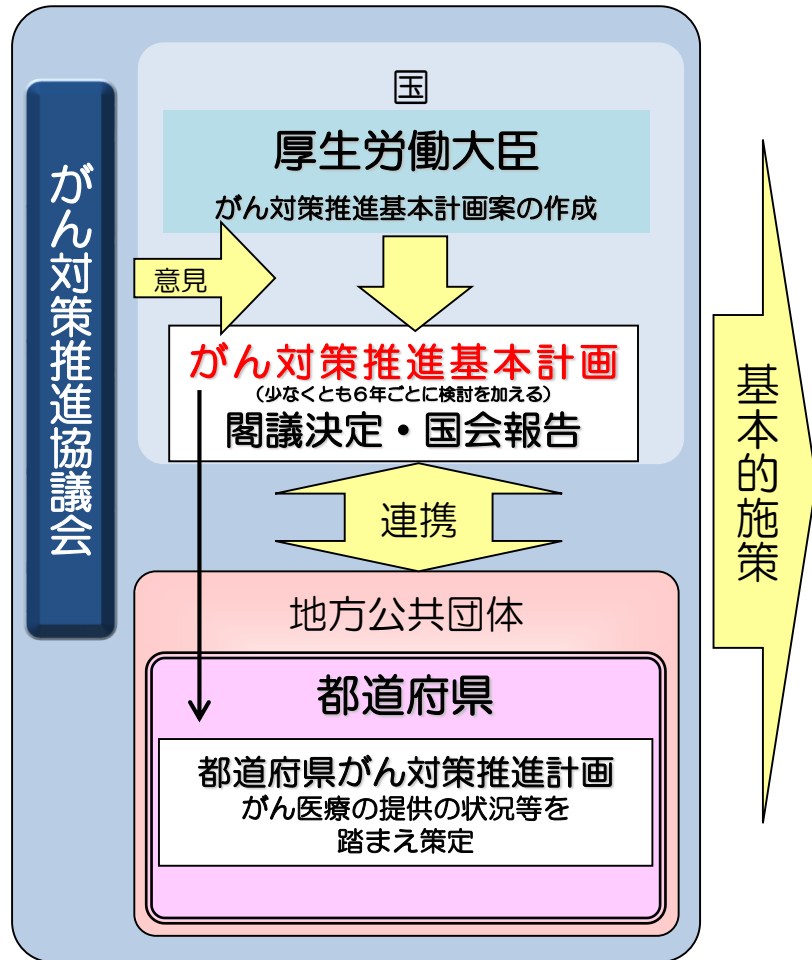 がん対策推進協議会
国
厚生労働大臣
がん対策推進基本計画案の作成
意見
がん対策推進基本計画
（少なくとも６年ごとに検討を加える）
閣議決定・国会報告
連携
地方公共団体
都道府県
都道府県がん対策推進計画
がん医療の提供の状況等を
踏まえ策定
基本的施策